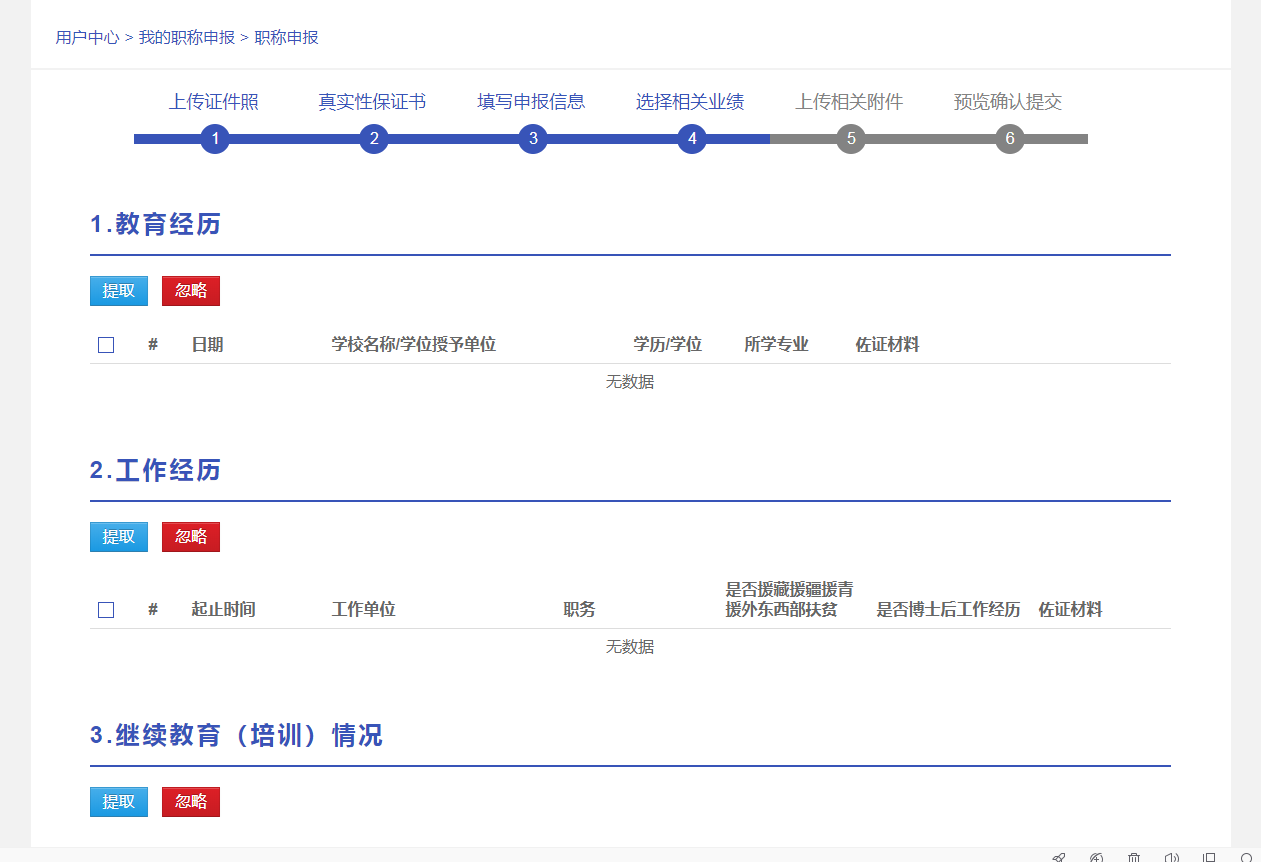 用户中心 > 我的职称申报 > 职称申报
上传证件照 真实性保证书 填写申报信息 选择相关业绩 上传相关附件 预览确认提交
1 2 3 4 5 6
1.教育经历
提取 忽略
# 日期 学校名称/学位授予单位 学历/学位 所学专业 佐证材料
无数据
2.工作经历
提取 忽略
是否援藏援疆援青
# 起止时间 工作单位 职务 援外东西部扶贫 是否博士后工作经历 佐证材料
无数据
3.继续教育（培训）情况
提取 忽略